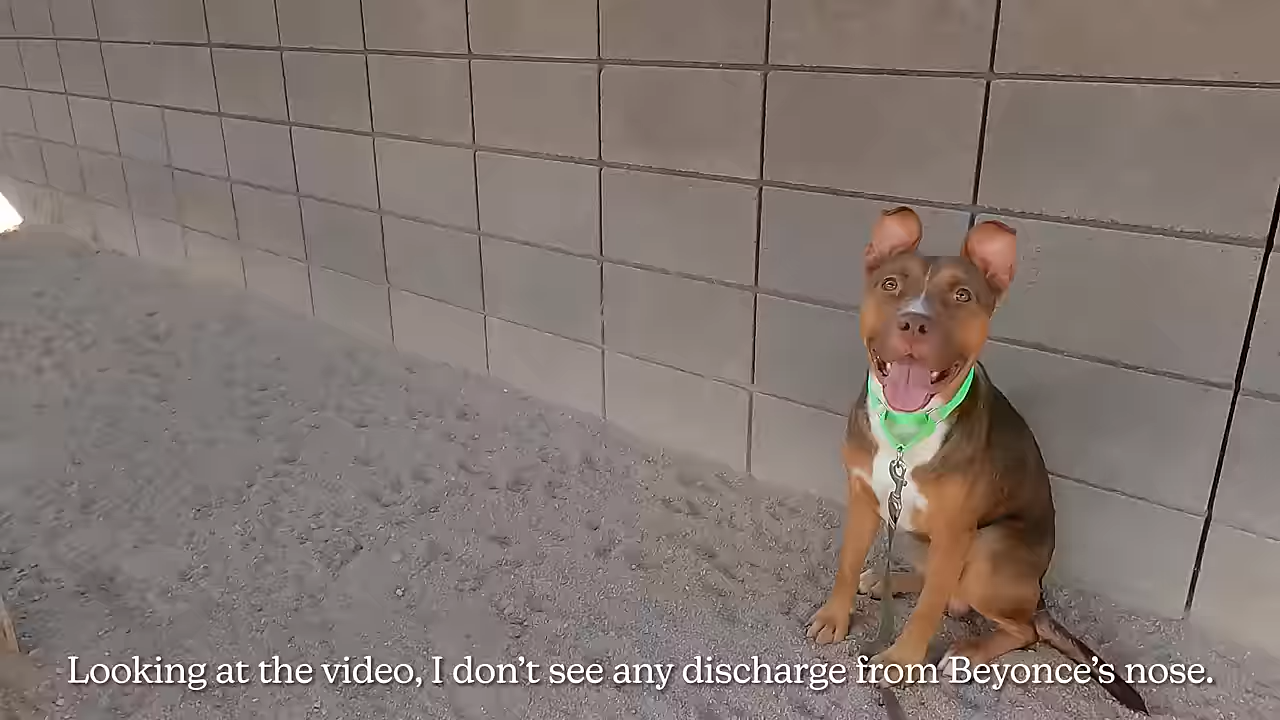 Looking at the video, I don’t see any discharge from Beyonce’s nose.